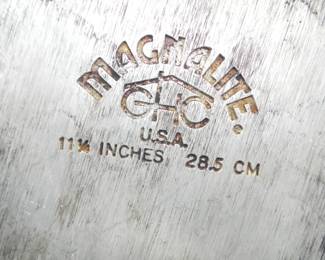 MAGNALITE.
GHC
U.S.A.
11¼ INCHES 28.5 CM